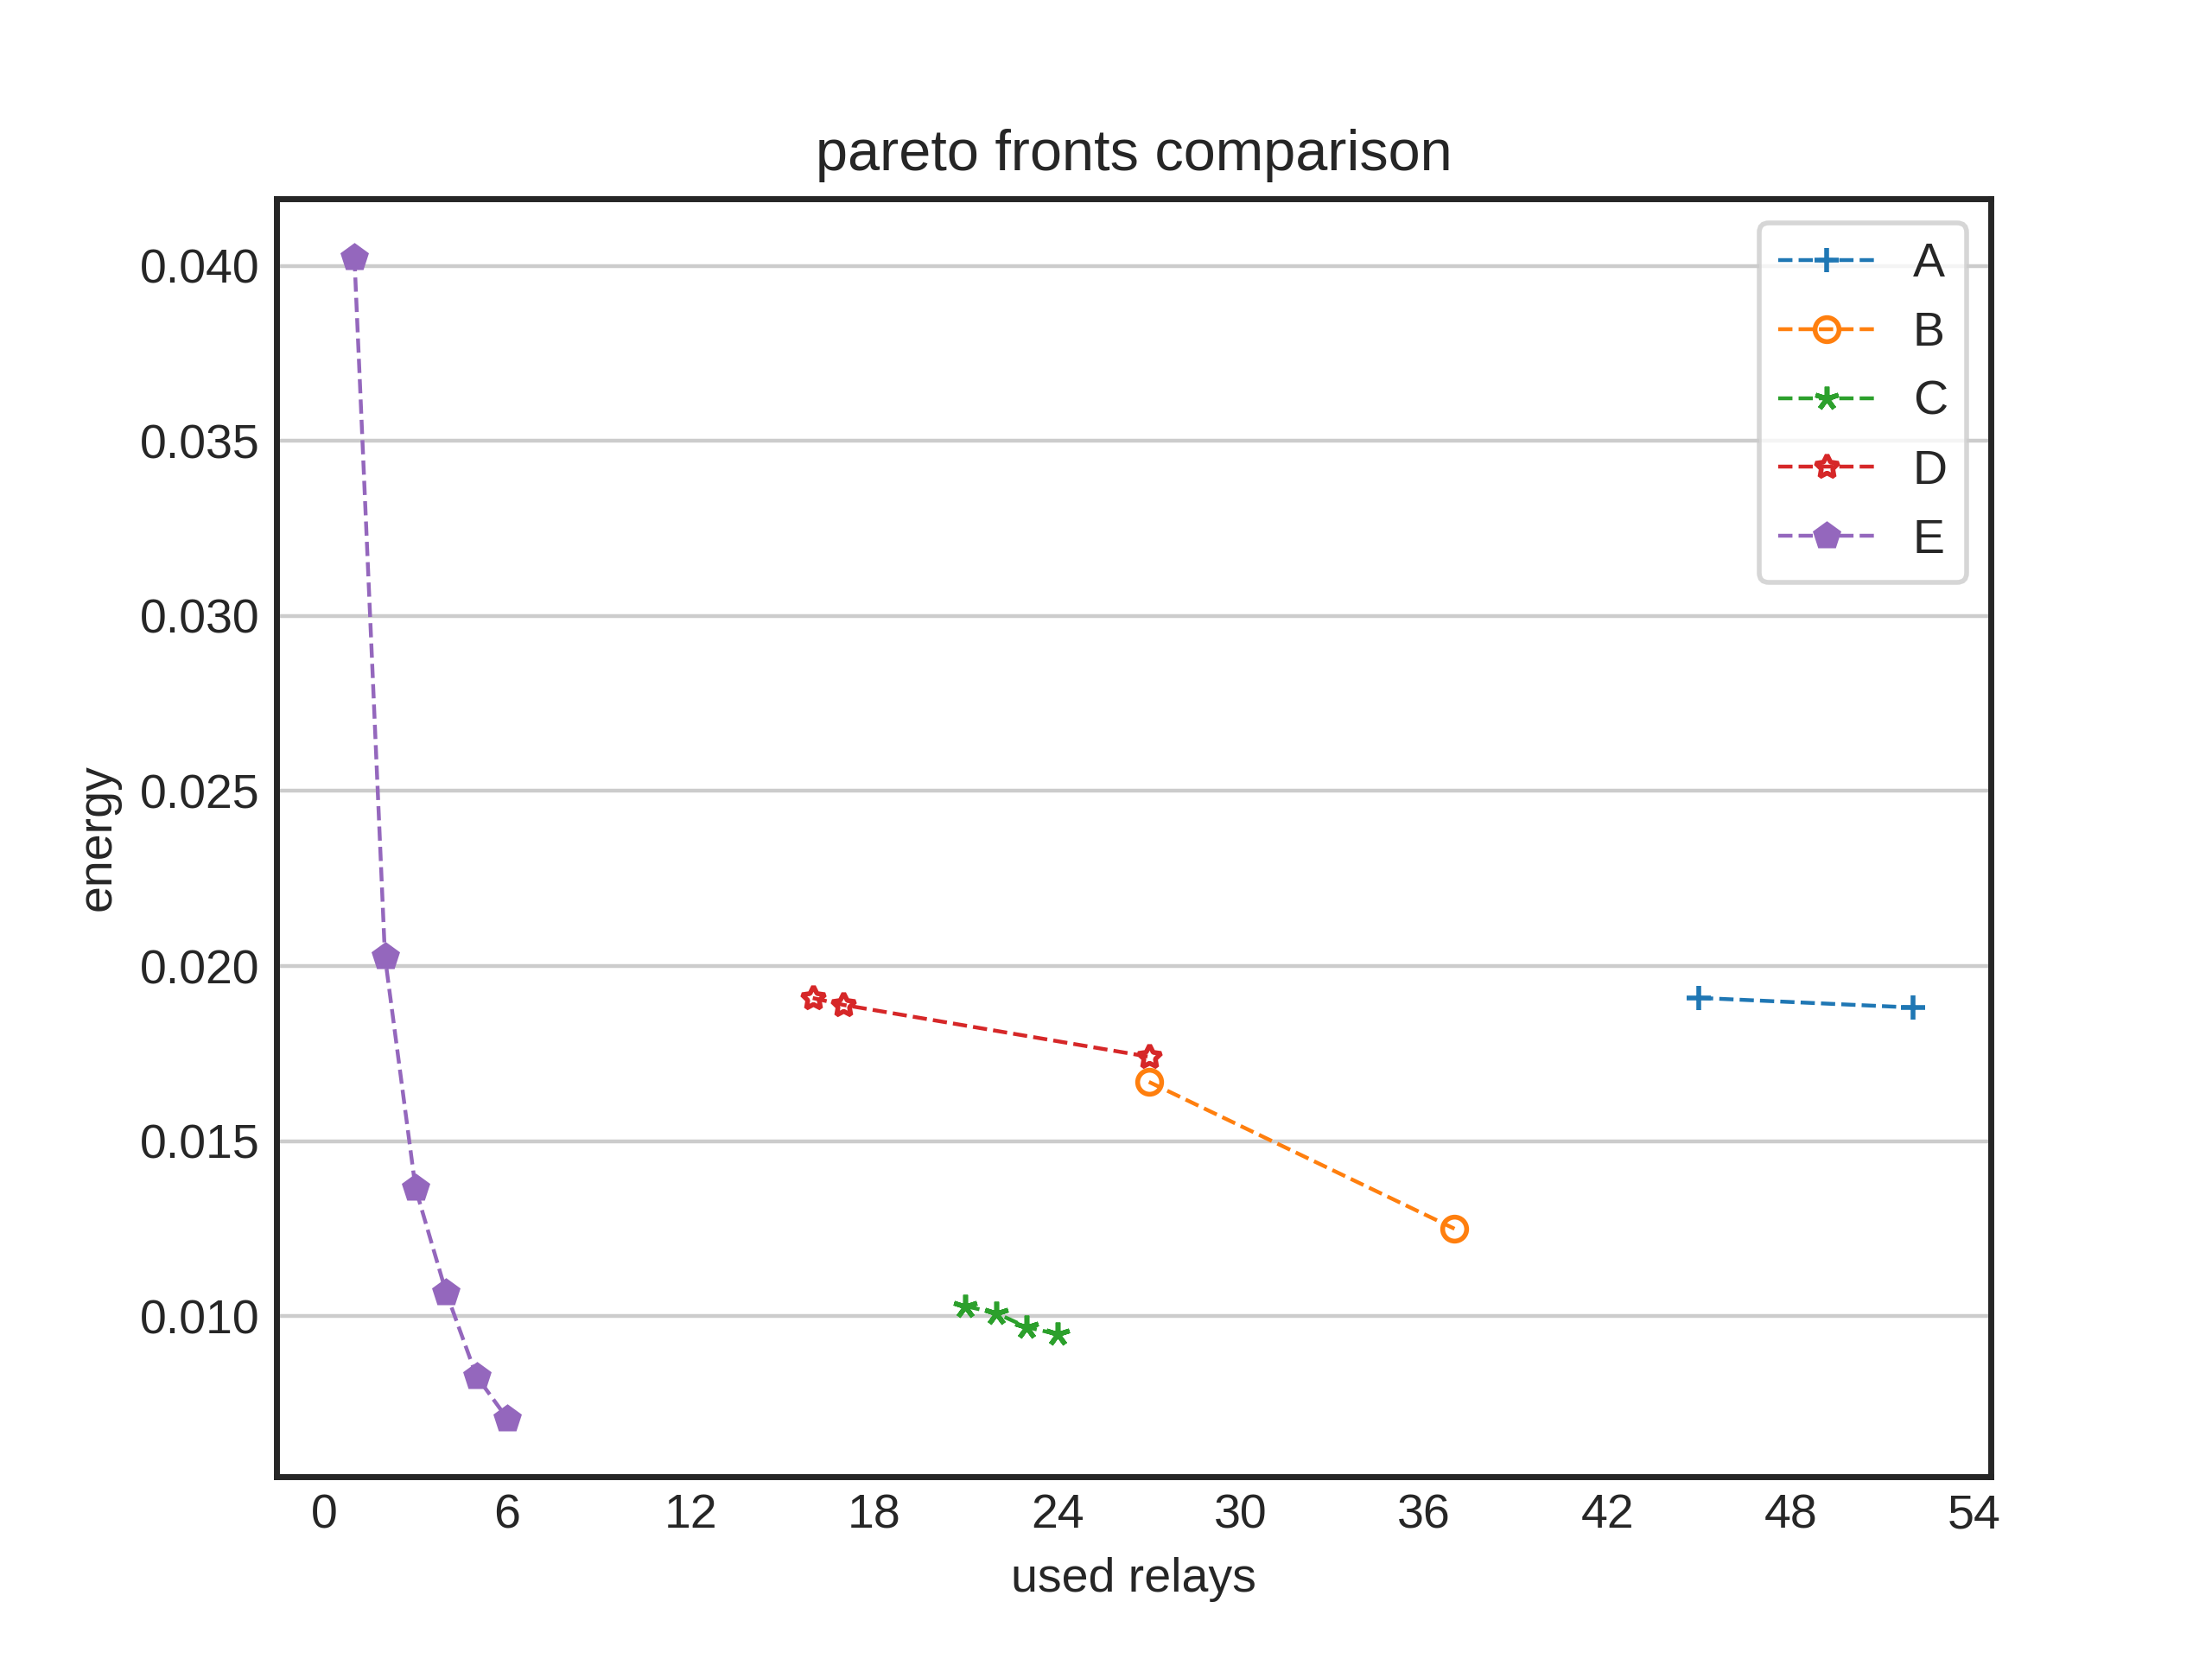 pareto fronts comparison
0.040
0.035
0.030
0.025
0.020
0.015
0.010
energy
A
B
C
D
E
0 6 12 18 24 30 36 42 48 54
used relays